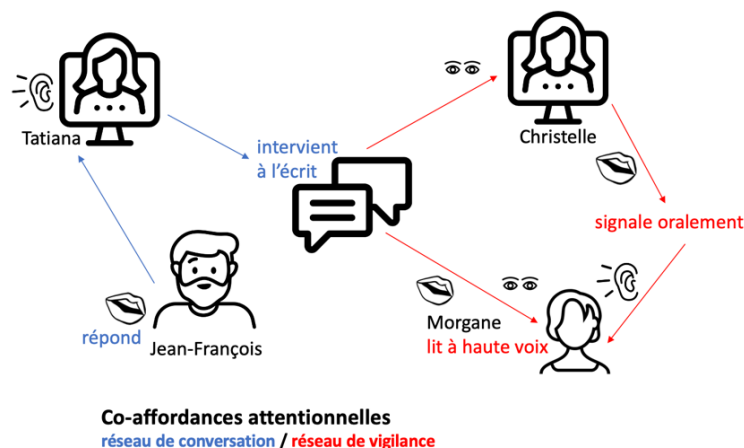 Tatiana
intervient
à l'écrit
Christelle
signale oralement
répond
Jean-François
Morgane
lit à haute voix
Co-affordances attentionnelles
réseau de conversation / réseau de vigilance